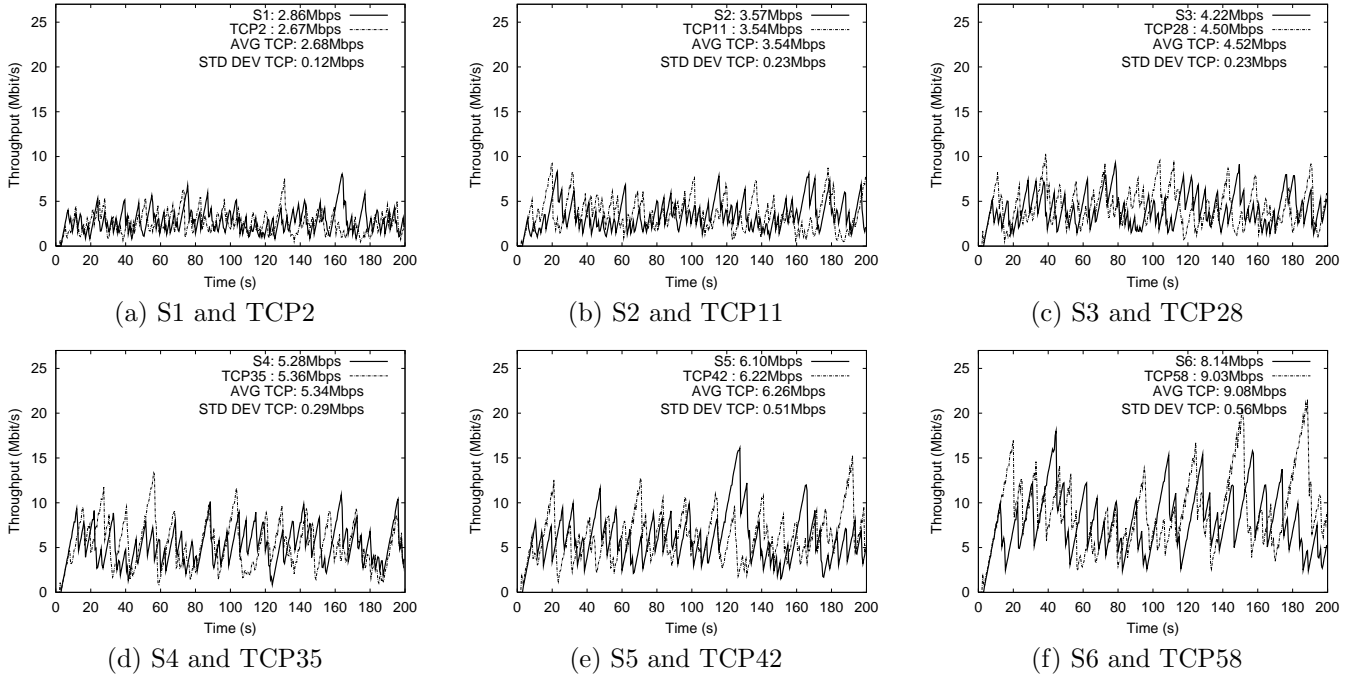 S1: 2.86Mbps
TCP2 : 2.67Mbps
AVG TCP: 2.68Mbps
STD DEV TCP: 0.12Mbps
Throughput (Mbit/s)
25
20
15
10
5
0
0 20 40 60 80 100 120 140 160 180 200
Time (s)
(a) S1 and TCP2
S2: 3.57Mbps
TCP11 : 3.54Mbps
AVG TCP: 3.54Mbps
STD DEV TCP: 0.23Mbps
Throughput (Mbit/s)
25
20
15
10
5
0
0 20 40 60 80 100 120 140 160 180 200
Time (s)
(b) S2 and TCP11
S3: 4.22Mbps
TCP28 : 4.50Mbps
AVG TCP: 4.52Mbps
STD DEV TCP: 0.23Mbps
Throughput (Mbit/s)
25
20
15
10
5
0
0 20 40 60 80 100 120 140 160 180 200
Time (s)
(c) S3 and TCP28
S4: 5.28Mbps
TCP35 : 5.36Mbps
AVG TCP: 5.34Mbps
STD DEV TCP: 0.29Mbps
Throughput (Mbit/s)
25
20
15
10
5
0
0 20 40 60 80 100 120 140 160 180 200
Time (s)
(d) S4 and TCP35
S5: 6.10Mbps
TCP42 : 6.22Mbps
AVG TCP: 6.26Mbps
STD DEV TCP: 0.51Mbps
Throughput (Mbit/s)
25
20
15
10
5
0
0 20 40 60 80 100 120 140 160 180 200
Time (s)
(e) S5 and TCP42
S6: 8.14Mbps
TCP58 : 9.03Mbps
AVG TCP: 9.08Mbps
STD DEV TCP: 0.56Mbps
Throughput (Mbit/s)
25
20
15
10
5
0
0 20 40 60 80 100 120 140 160 180 200
Time (s)
(f) S6 and TCP58